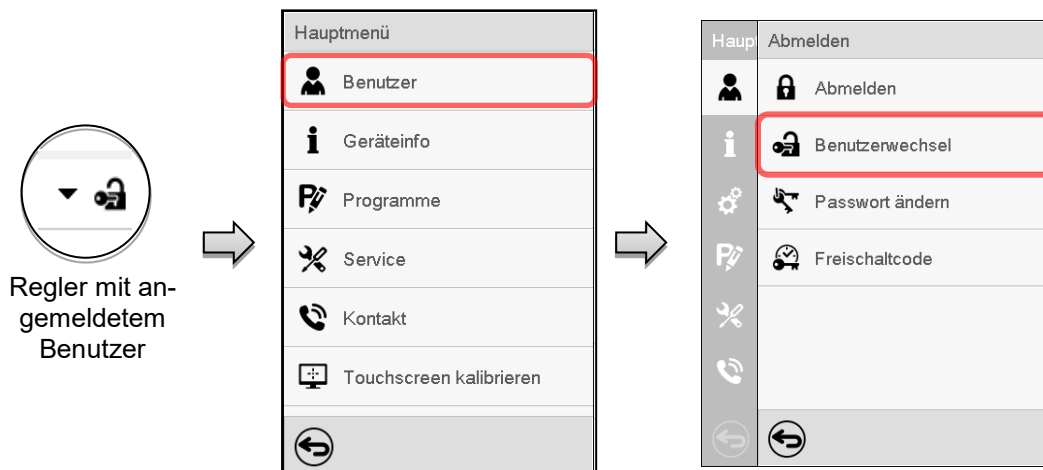 Regler mit an-
gemeldetem
Benutzer
Hauptmenü
Benutzer
Geräteinfo
Programme
Service
Kontakt
Touchscreen kalibrieren
Haup
Abmelden
Abmelden
Benutzerwechsel
Passwort ändern
Freischaltcode